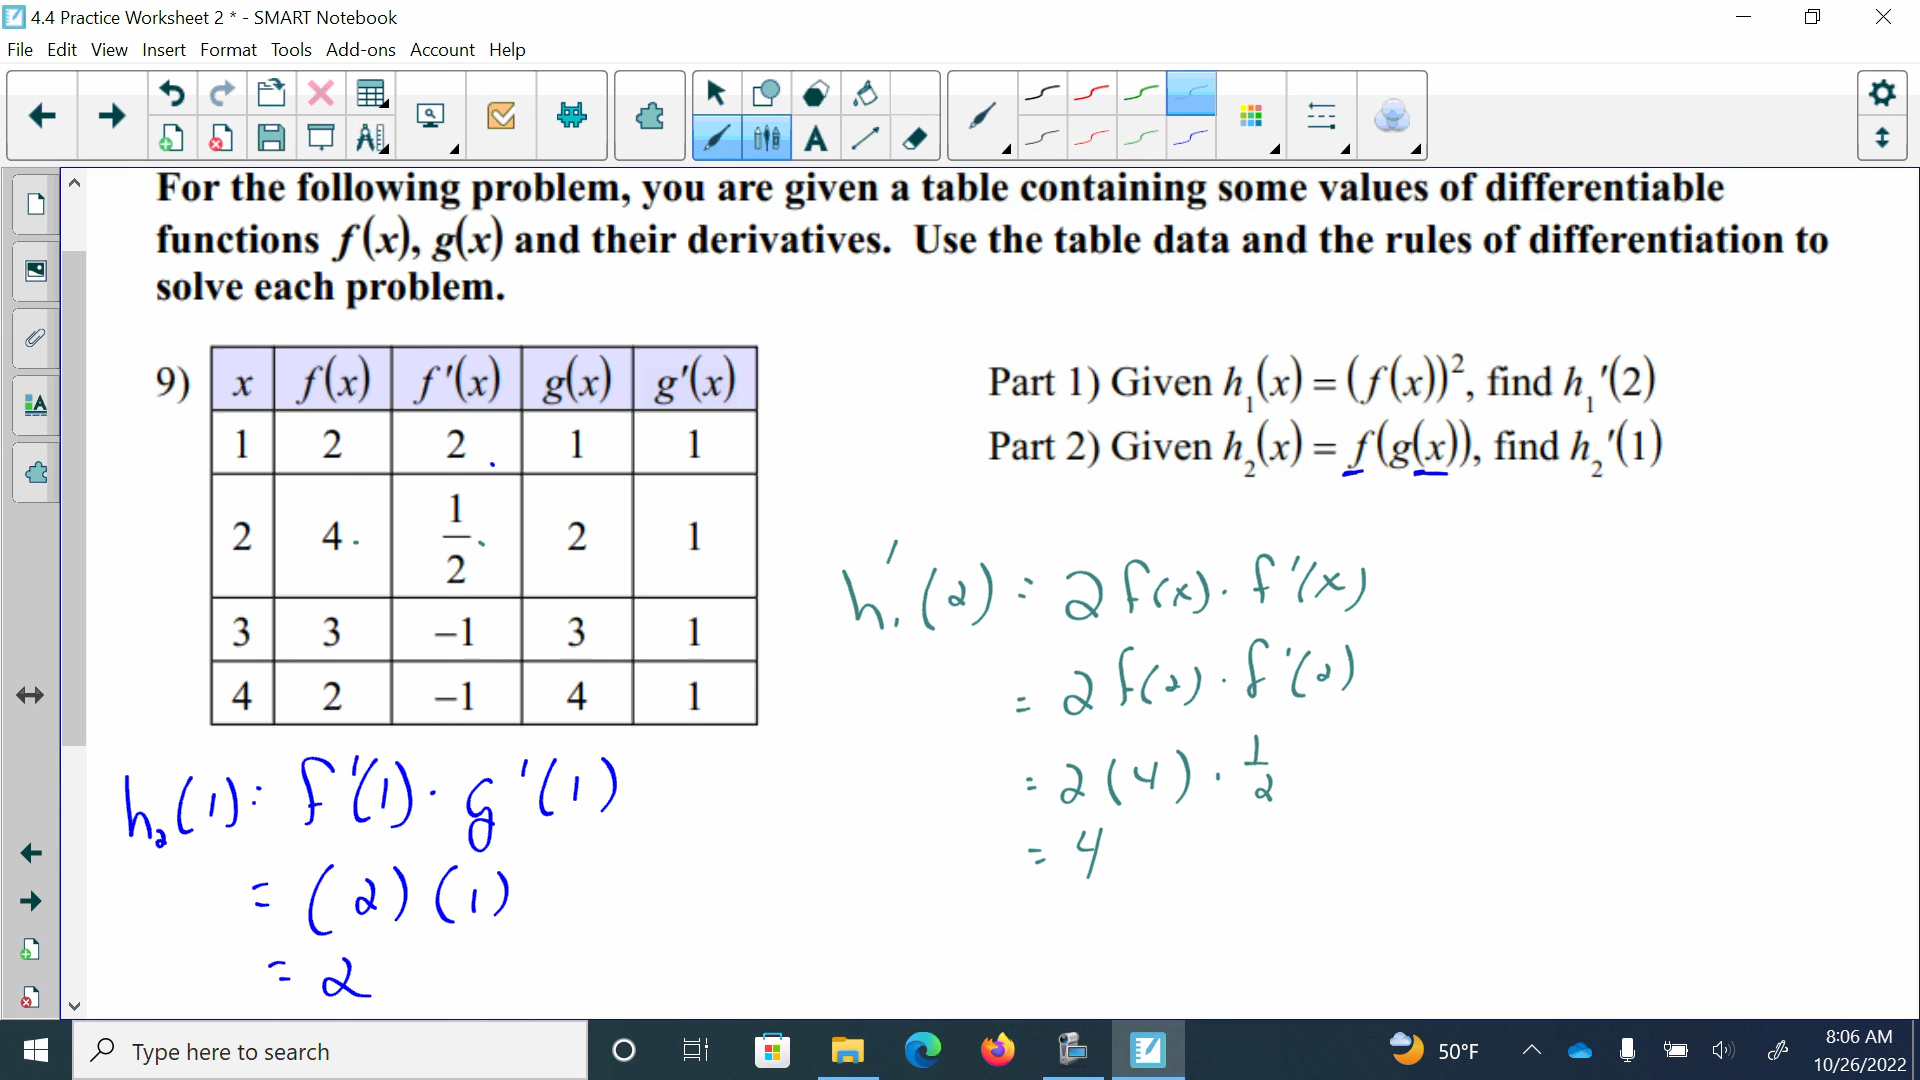 4.4 Practice Worksheet 2 * - SMART Notebook
File Edit View Insert Format Tools Add-ons Account Help
For the following problem, you are given a table containing some values of differentiable
functions f(x), g(x) and their derivatives. Use the table data and the rules of differentiation to
solve each problem.
9)
x f(x) f'(x) g(x) g'(x)
1 2 2 1 1
2 4 1/2 2 1
3 3 −1 3 1
4 2 −1 4 1
Part 1) Given h₁(x) = (f(x))², find h₁'(2)
Part 2) Given h₂(x) = f(g(x)), find h₂'(1)
h₁'(2) = 2 f(x) · f'(x)
= 2 f(2) · f'(2)
= 2(4) · 1/2
= 4
h₂(1) = f'(1) · g'(1)
= (2)(1)
= 2
Type here to search
50°F
8:06 AM
10/26/2022